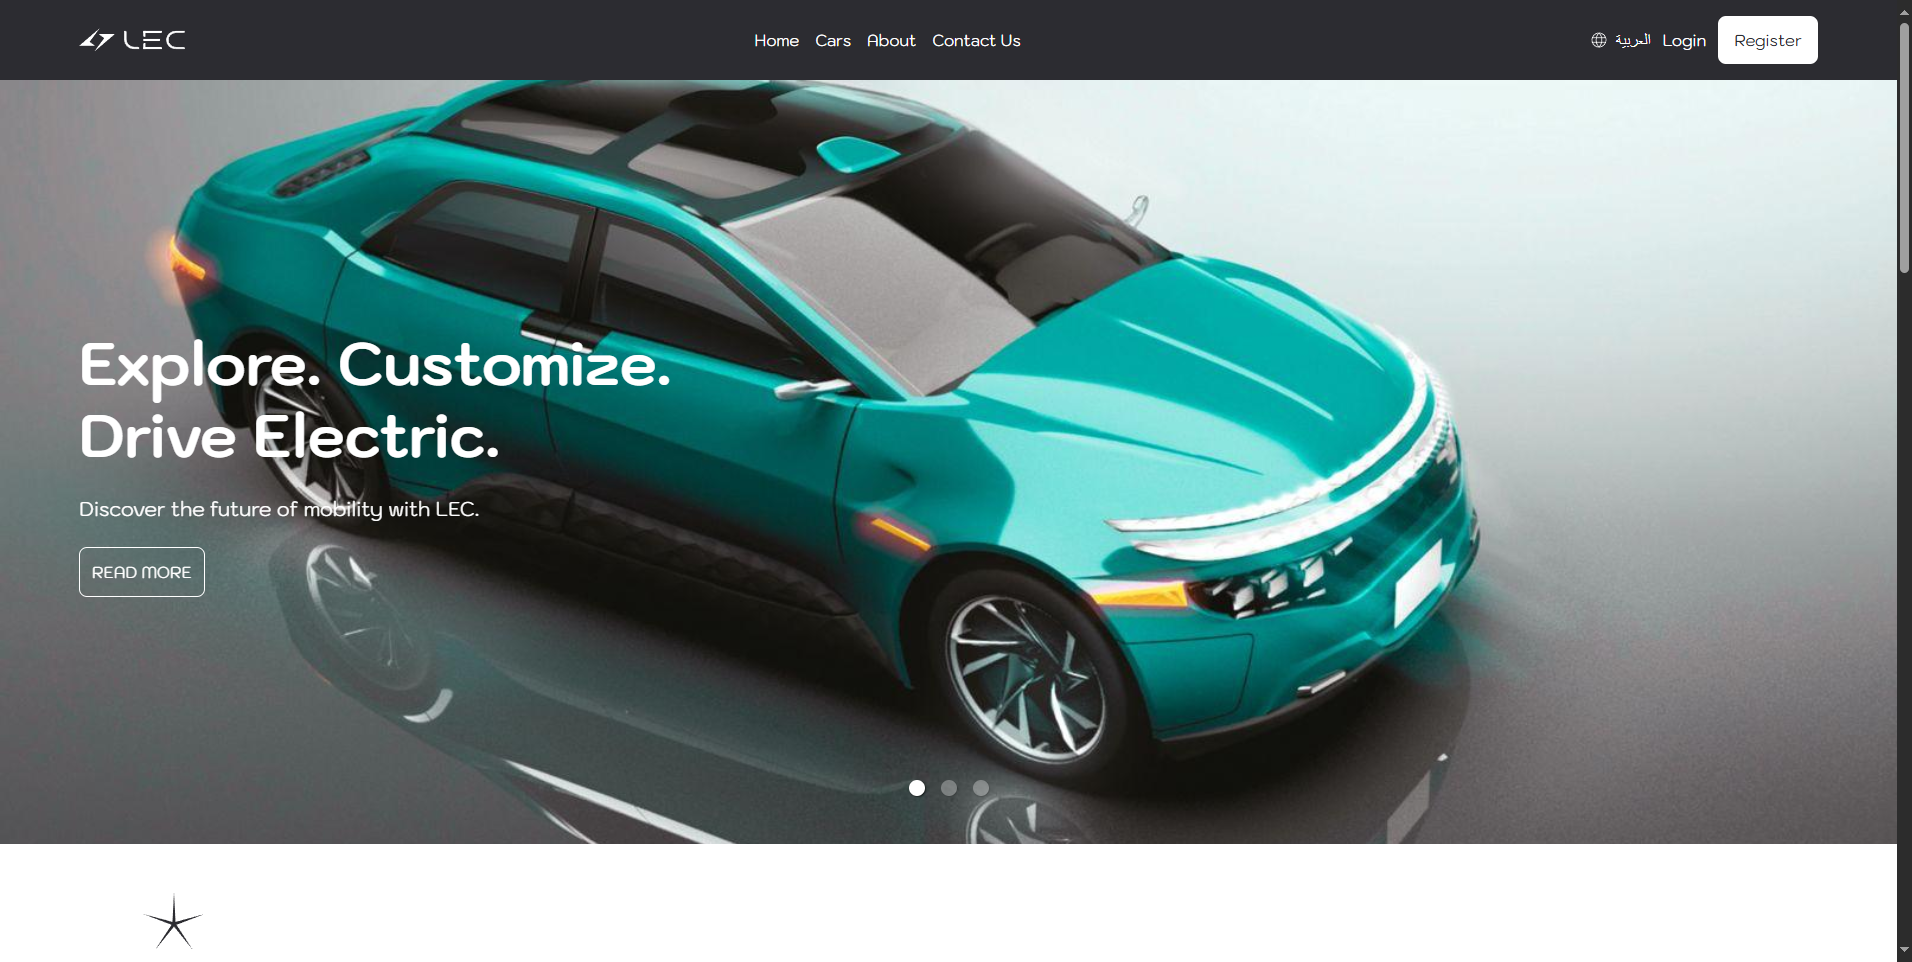 LEC
Home Cars About Contact Us
العربية Login Register
Explore. Customize.
Drive Electric.
Discover the future of mobility with LEC.
READ MORE